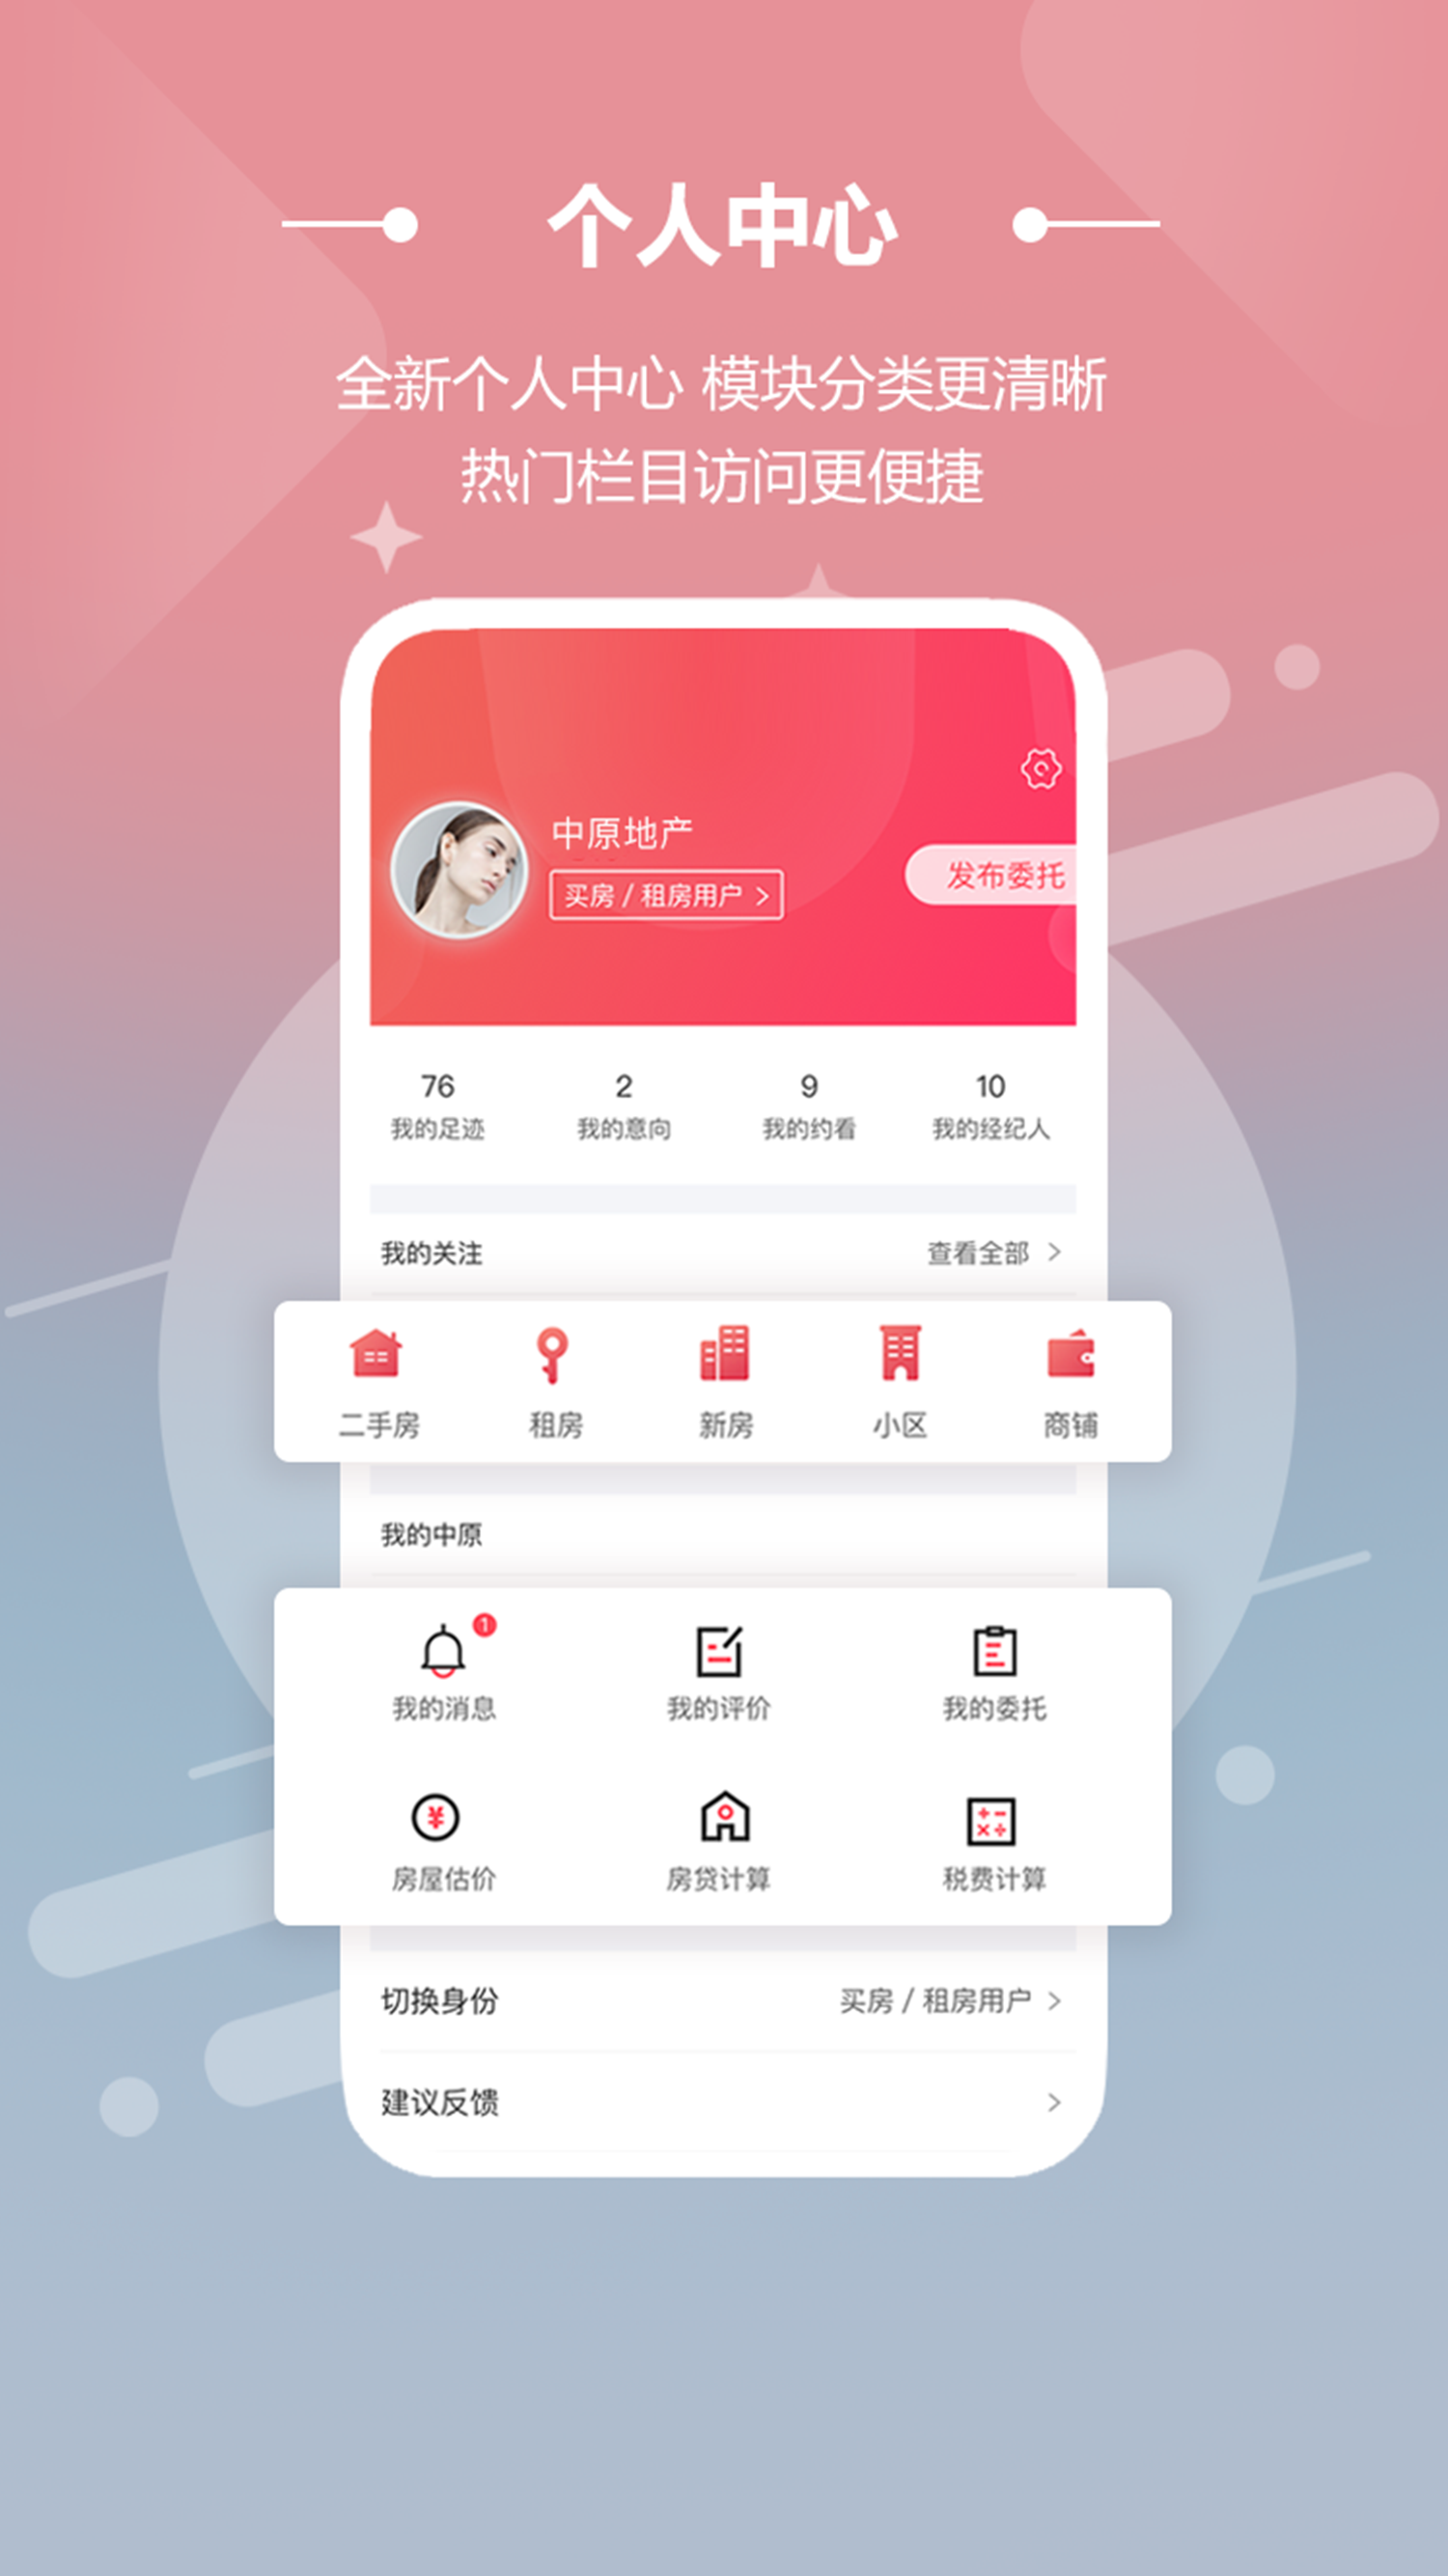 个人中心
全新个人中心 模块分类更清晰
热门栏目访问更便捷
中原地产
买房 / 租房用户 >
发布委托
76 2 9 10
我的足迹 我的意向 我的约看 我的经纪人
我的关注 查看全部 >
二手房 租房 新房 小区 商铺
我的中原
1
我的消息 我的评价 我的委托
¥
房屋估价 房贷计算 税费计算
切换身份 买房 / 租房用户 >
建议反馈 >